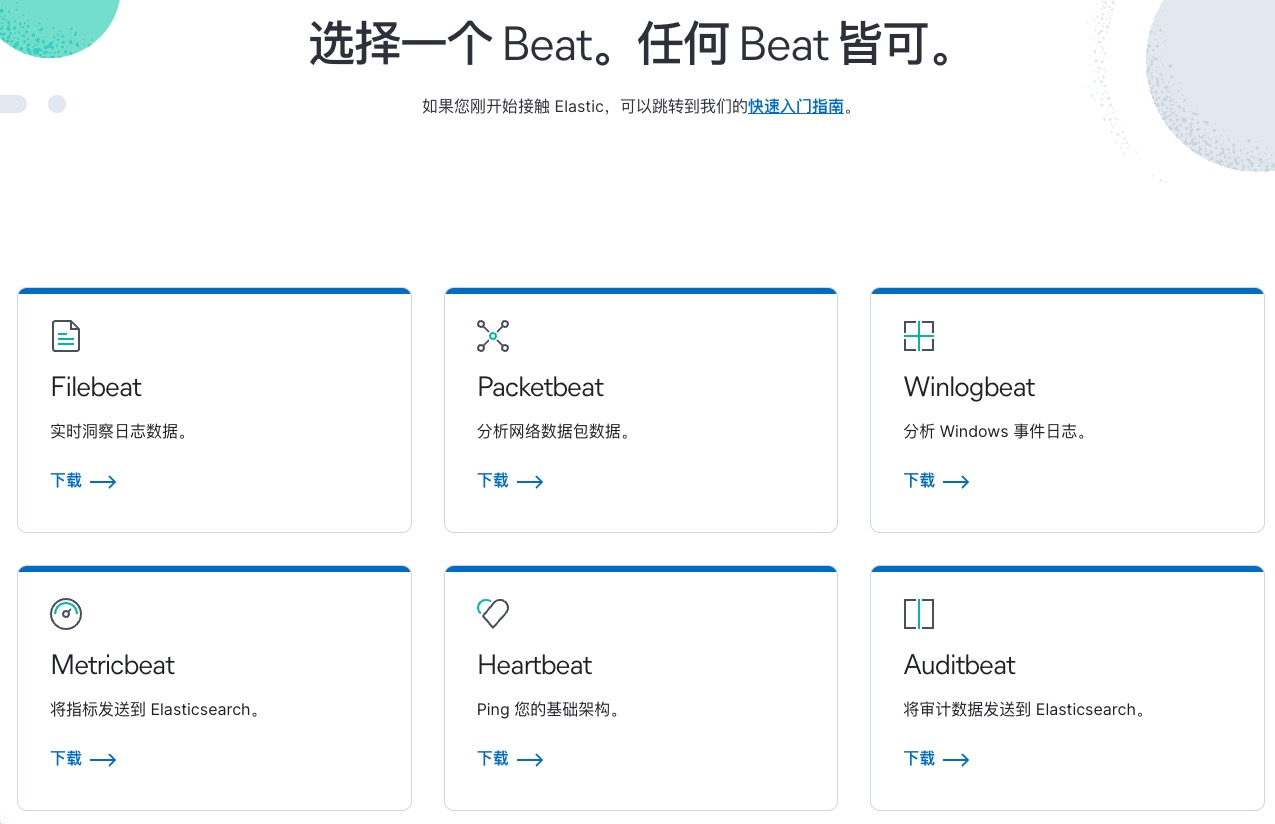 选择一个 Beat。任何 Beat 皆可。
如果您刚开始接触 Elastic，可以跳转到我们的快速入门指南。
Filebeat
实时洞察日志数据。
下载
Packetbeat
分析网络数据包数据。
下载
Winlogbeat
分析 Windows 事件日志。
下载
Metricbeat
将指标发送到 Elasticsearch。
下载
Heartbeat
Ping 您的基础架构。
下载
Auditbeat
将审计数据发送到 Elasticsearch。
下载